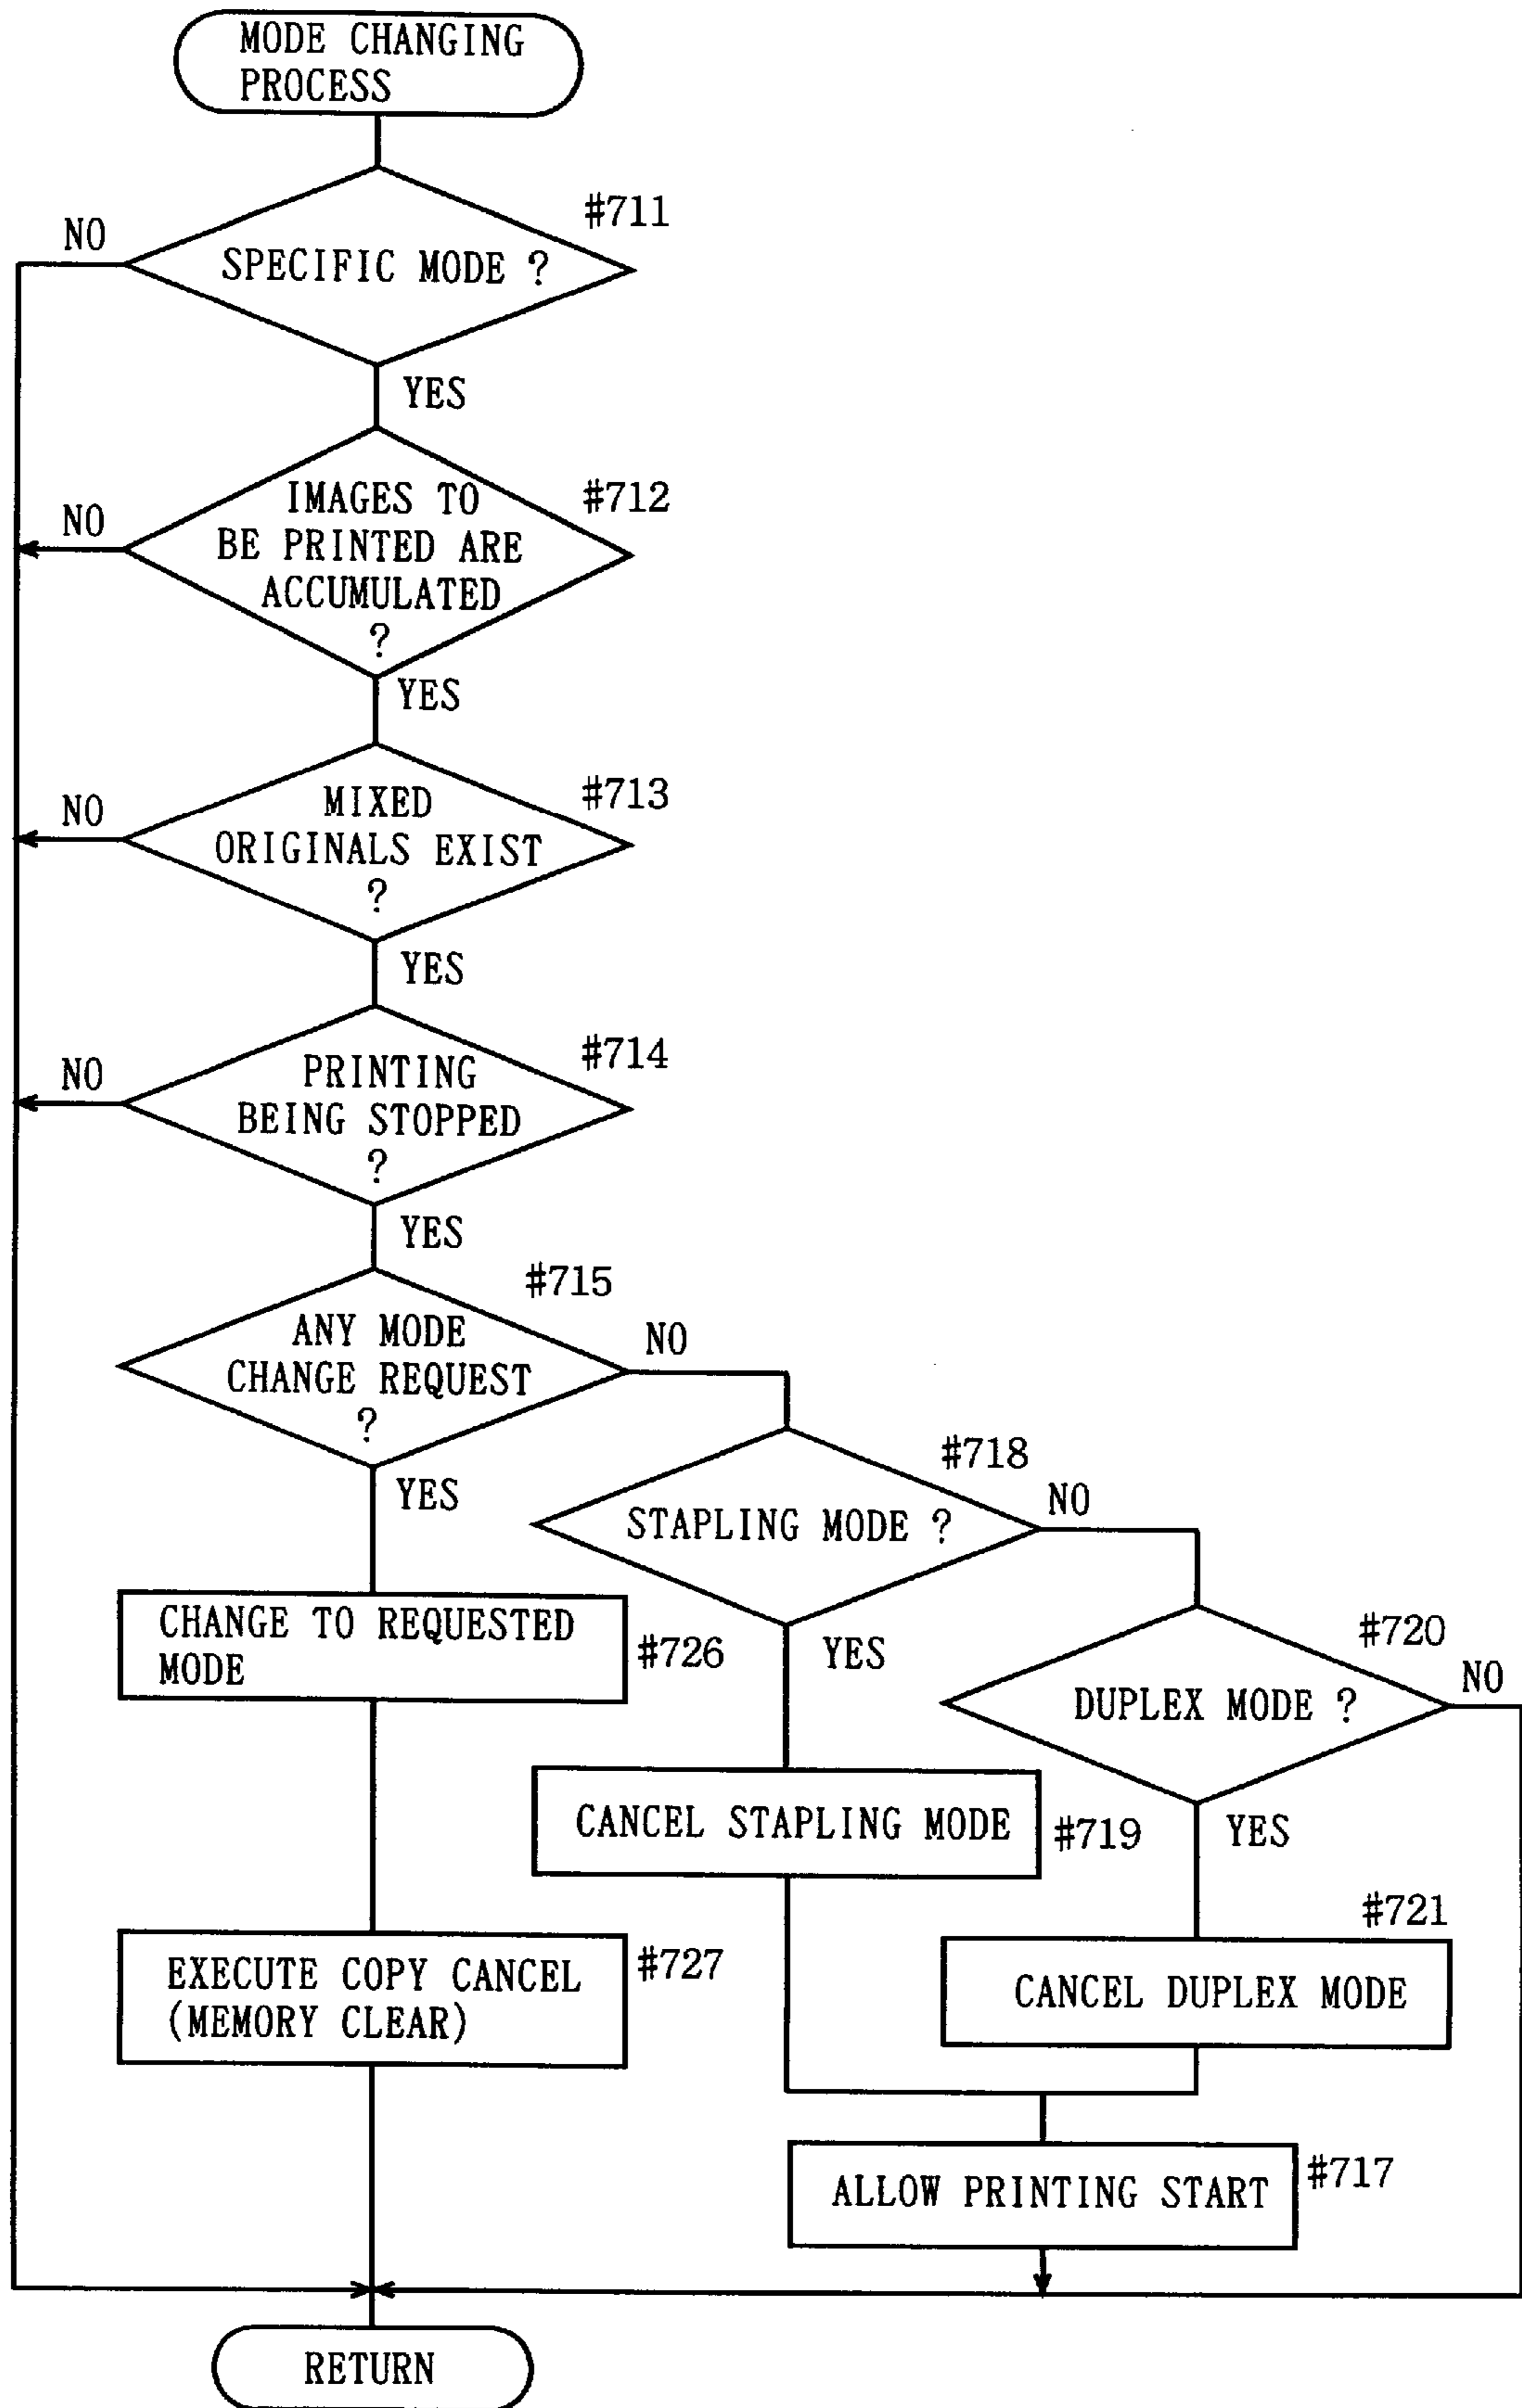 MODE CHANGING
PROCESS
#711
NO
SPECIFIC MODE ?
YES
#712
NO
IMAGES TO
BE PRINTED ARE
ACCUMULATED
?
YES
#713
NO
MIXED
ORIGINALS EXIST
?
YES
#714
NO
PRINTING
BEING STOPPED
?
YES
#715
ANY MODE
CHANGE REQUEST
?
NO
YES
#718
STAPLING MODE ?
NO
YES
#720
DUPLEX MODE ?
NO
YES
CHANGE TO REQUESTED
MODE
#726
CANCEL STAPLING MODE
#719
#721
CANCEL DUPLEX MODE
EXECUTE COPY CANCEL
(MEMORY CLEAR)
#727
ALLOW PRINTING START
#717
RETURN